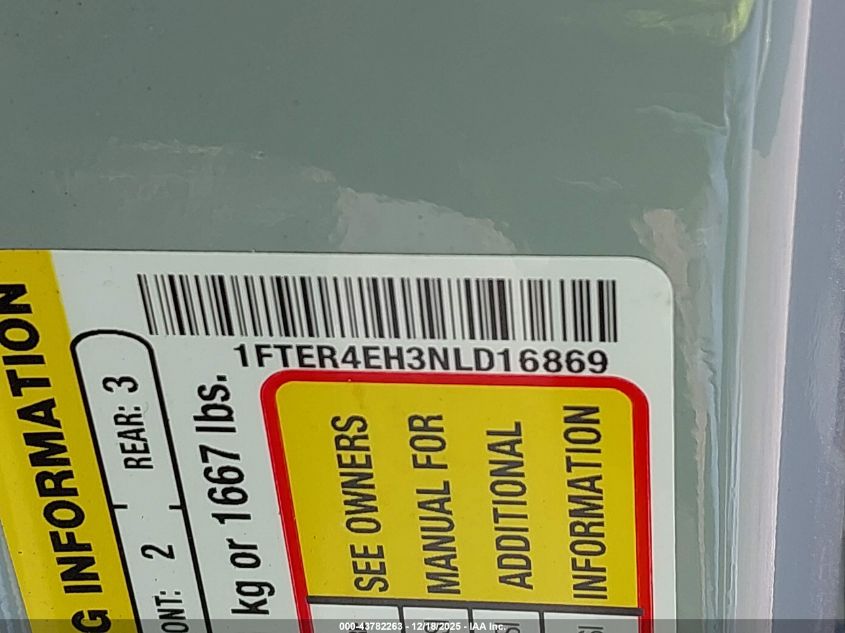 1FTER4EH3NLD16869
G INFORMATION
ONT: 2 REAR: 3
kg or 1667 lbs.
SEE OWNERS
MANUAL FOR
ADDITIONAL
INFORMATION
000-43782263 - 12/18/2025 - IAA Inc.